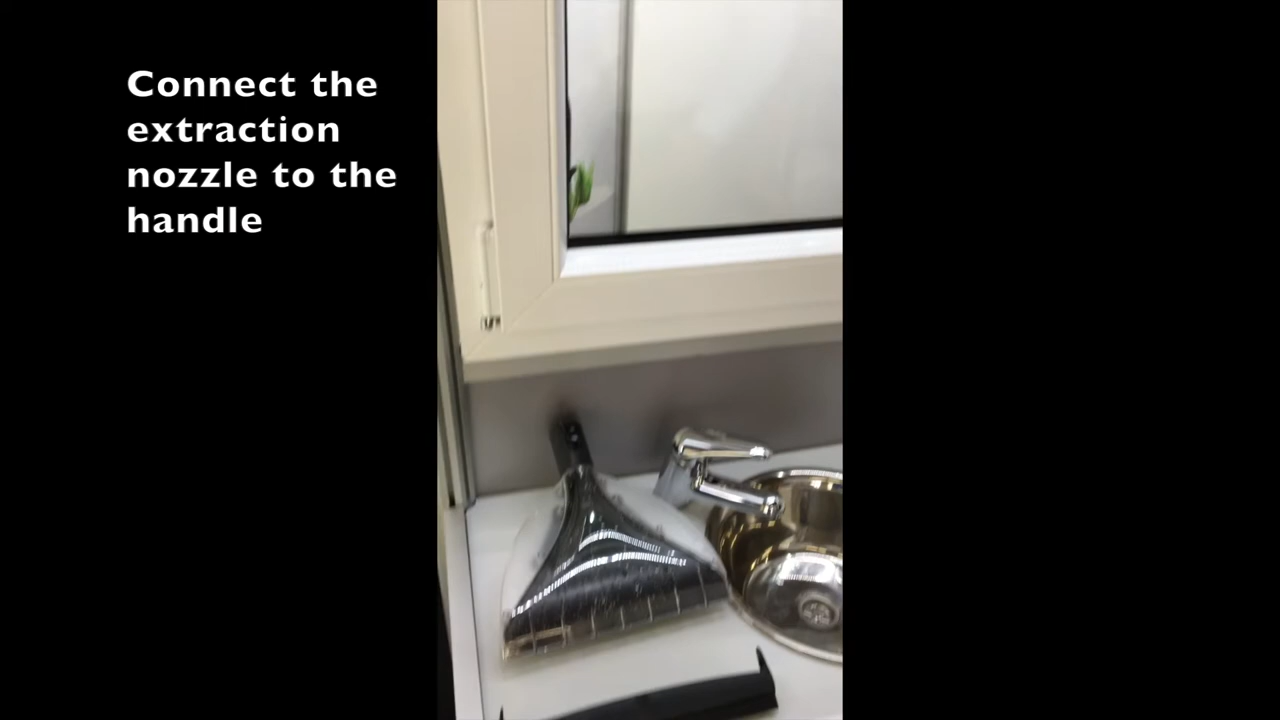 Connect the
extraction
nozzle to the
handle